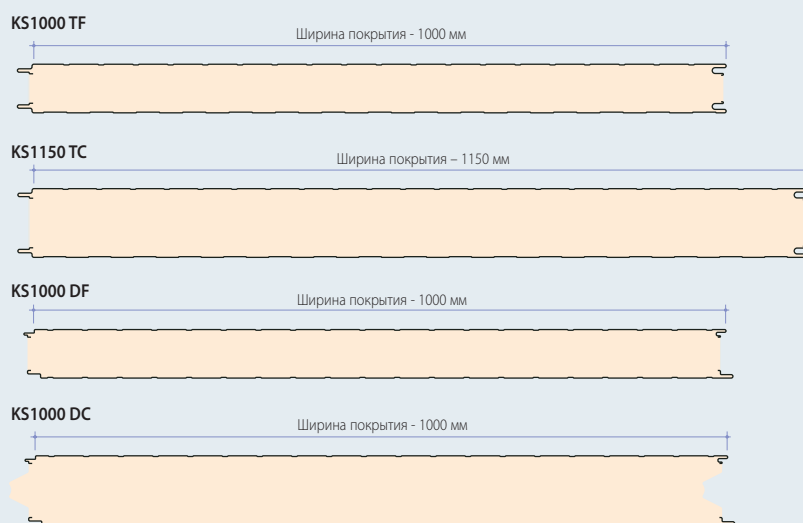 KS1000 TF
Ширина покрытия - 1000 мм
KS1150 TC
Ширина покрытия – 1150 мм
KS1000 DF
Ширина покрытия - 1000 мм
KS1000 DC
Ширина покрытия - 1000 мм